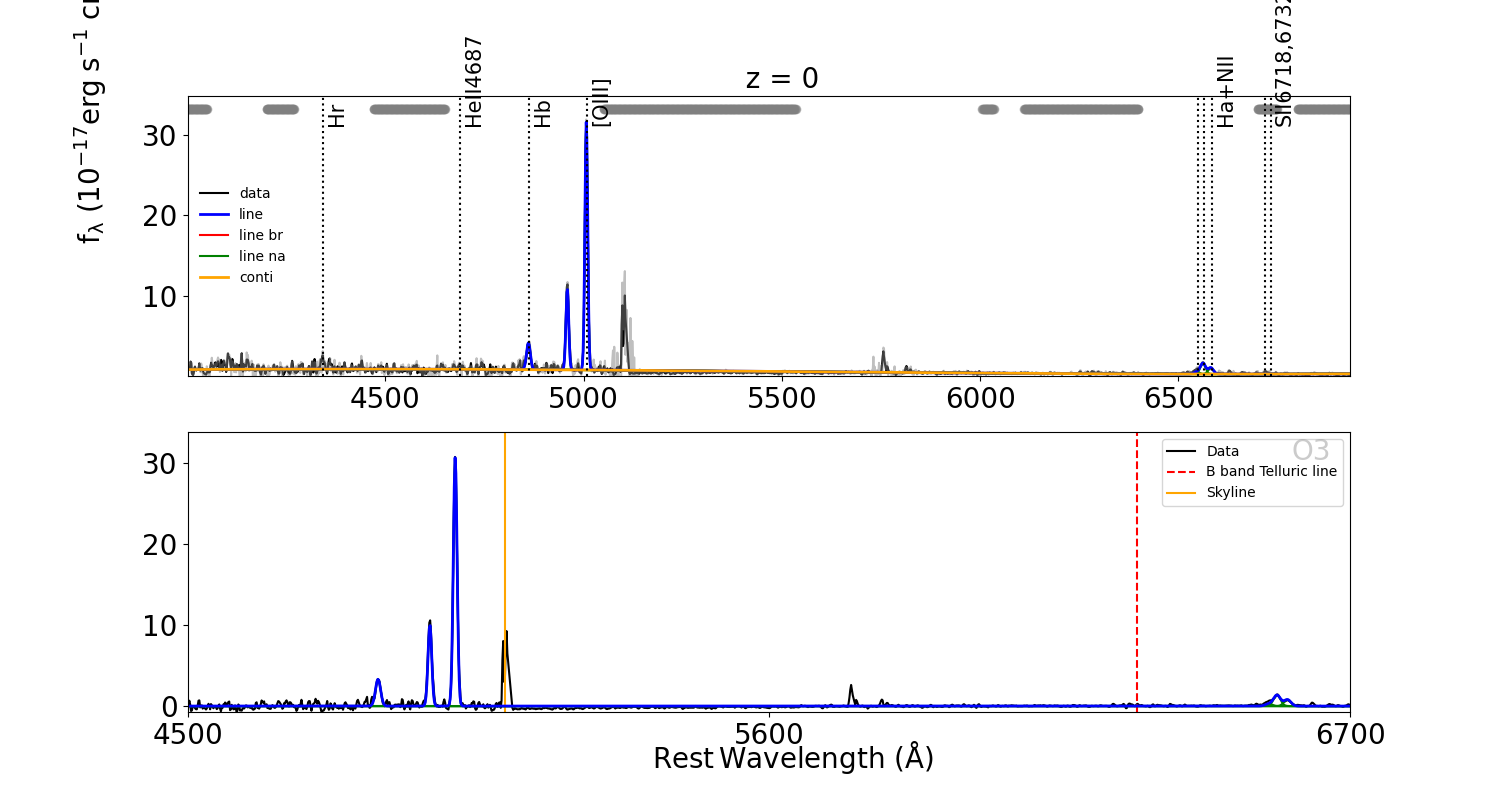 z = 0
f_λ (10^−17 erg s^−1 c
Hr
HeII4687
Hb
[OIII]
Ha+NII
SII6718,6732
30
20
10
data
line
line br
line na
conti
4500 5000 5500 6000 6500
O3
Data
B band Telluric line
Skyline
30
20
10
0
4500 5600 6700
Rest Wavelength (Å)